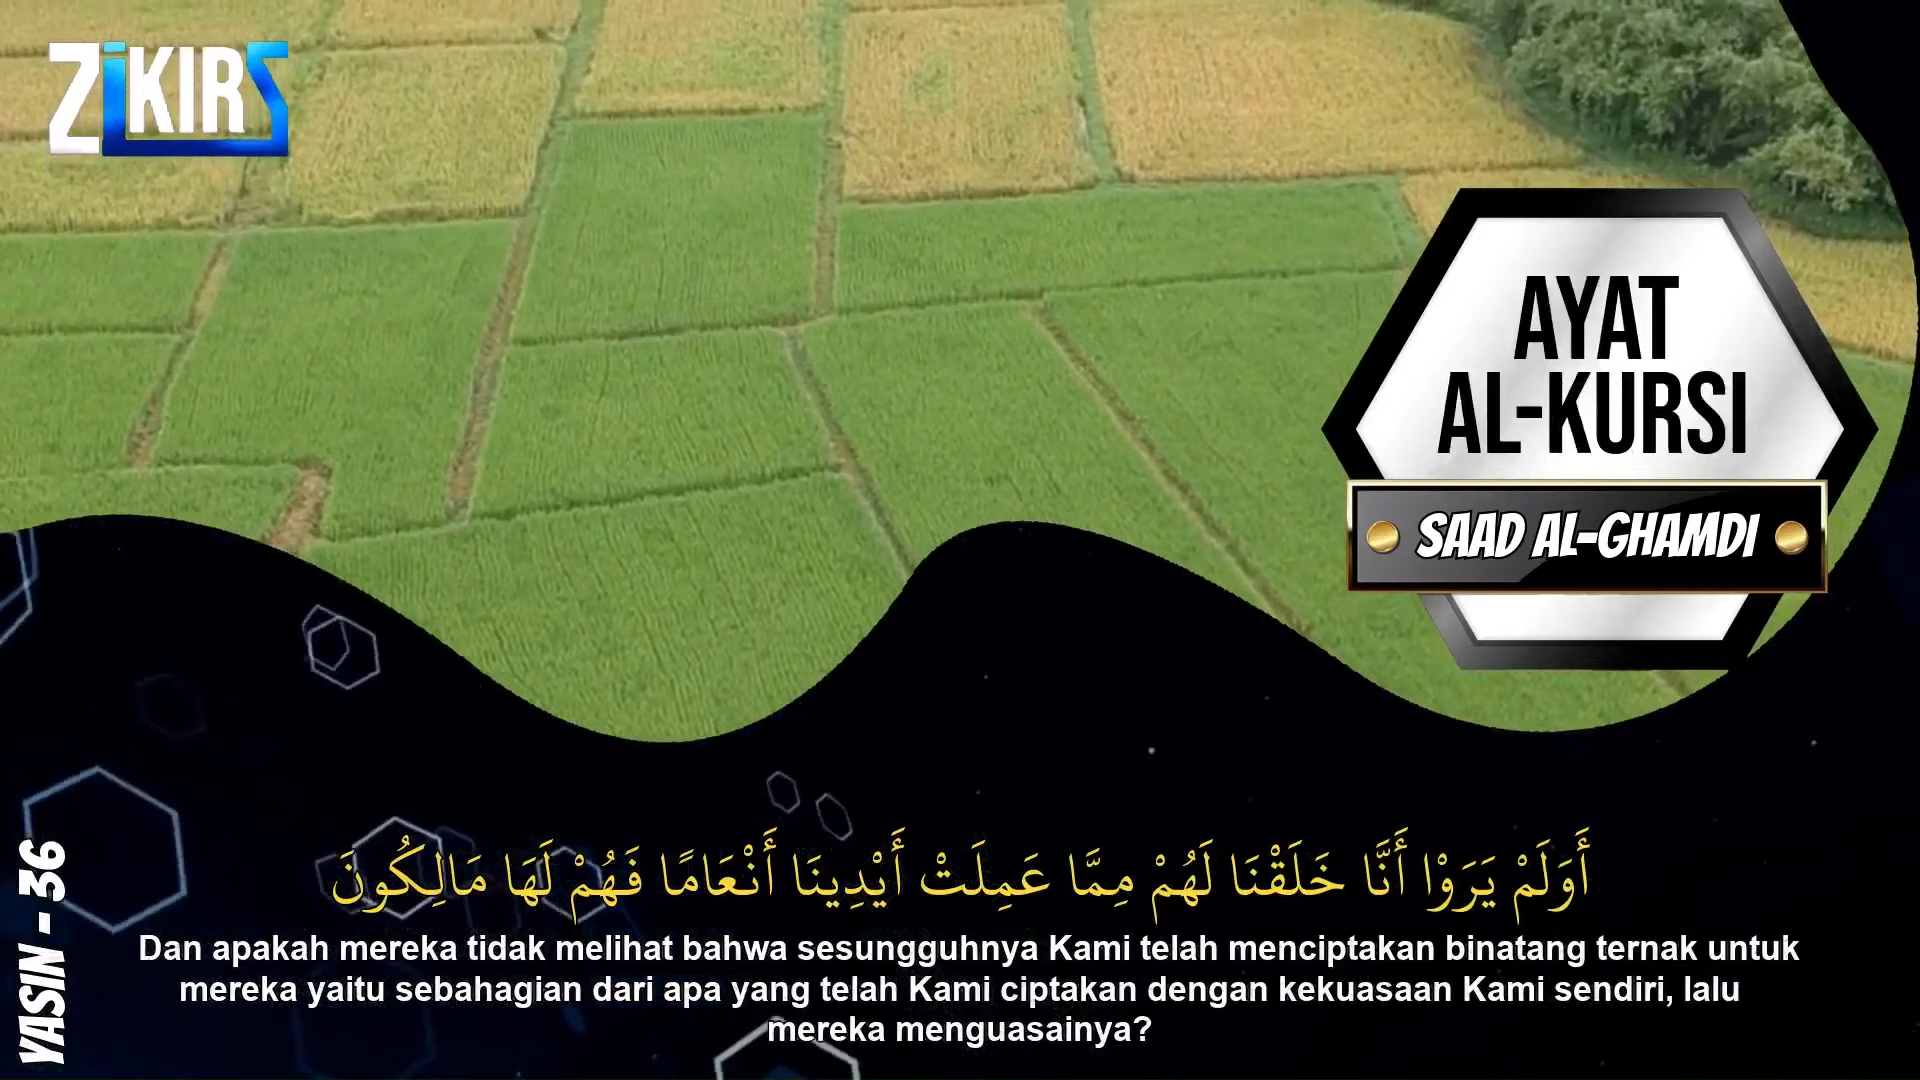 ZiKIRS
AYAT
AL-KURSI
SAAD AL-GHAMDI
أَوَلَمْ يَرَوْا أَنَّا خَلَقْنَا لَهُمْ مِمَّا عَمِلَتْ أَيْدِينَا أَنْعَامًا فَهُمْ لَهَا مَالِكُونَ
Dan apakah mereka tidak melihat bahwa sesungguhnya Kami telah menciptakan binatang ternak untuk
mereka yaitu sebahagian dari apa yang telah Kami ciptakan dengan kekuasaan Kami sendiri, lalu
mereka menguasainya?
YASIN - 36